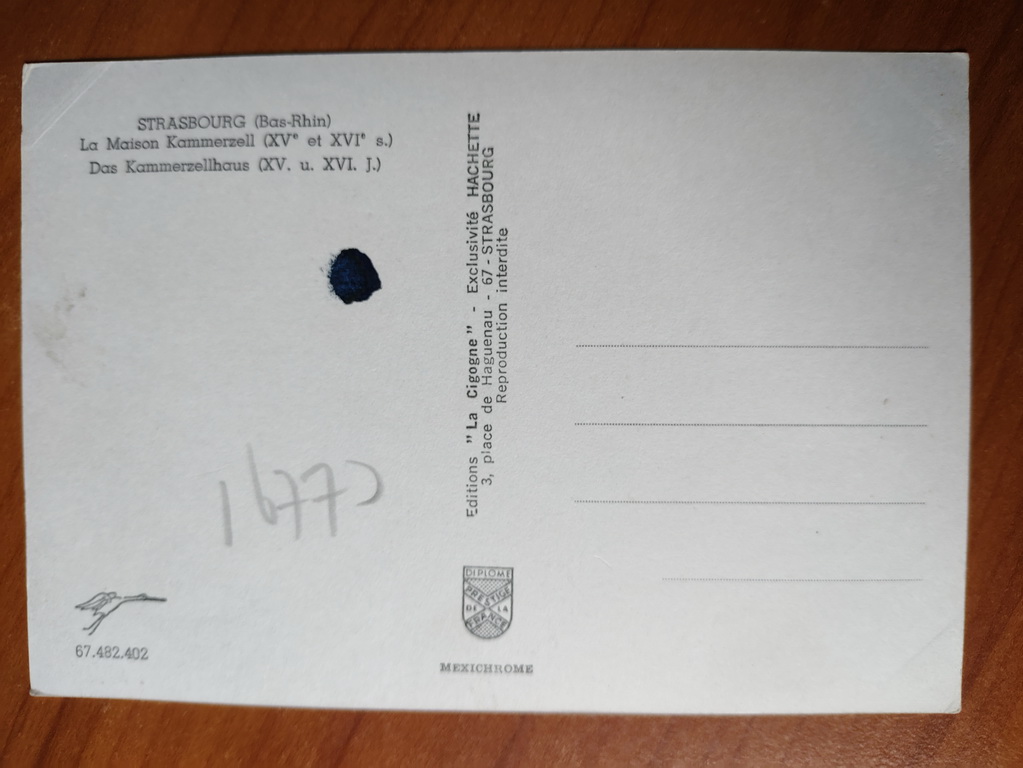 STRASBOURG (Bas-Rhin)
La Maison Kammerzell (XVᵉ et XVIᵉ s.)
Das Kammerzellhaus (XV. u. XVI. J.)
Editions "La Cigogne" - Exclusivité HACHETTE
3, place de Haguenau - 67 - STRASBOURG
Reproduction interdite
67.482.402
DIPLOME
PRESTIGE
DE LA
FRANCE
MEXICHROME